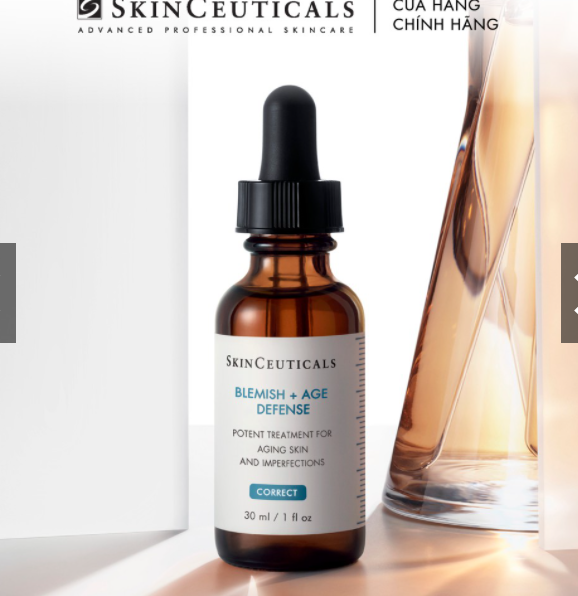 SKINCEUTICALS
ADVANCED PROFESSIONAL SKINCARE
CỬA HÀNG
CHÍNH HÃNG
SKINCEUTICALS
BLEMISH + AGE
DEFENSE
POTENT TREATMENT FOR
AGING SKIN
AND IMPERFECTIONS
CORRECT
30 ml / 1 fl oz